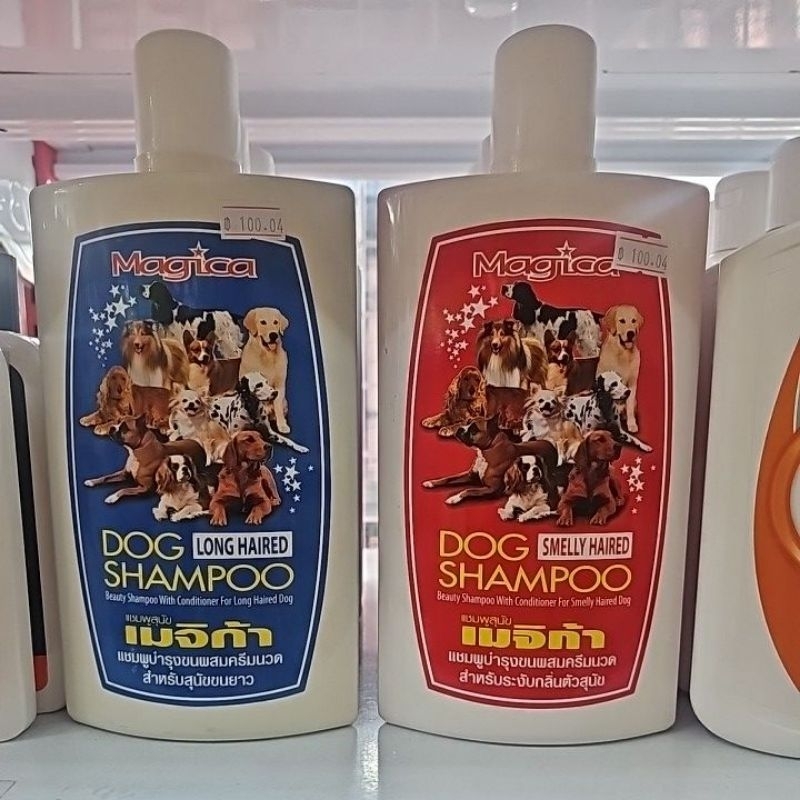 ฿ 100.04
Magica
DOG LONG HAIRED
SHAMPOO
Beauty Shampoo With Conditioner For Long Haired Dog
แชมพูสุนัข
เมจิก้า
แชมพูบำรุงขนผสมครีมนวด
สำหรับสุนัขขนยาว
฿ 100.04
Magica
DOG SMELLY HAIRED
SHAMPOO
Beauty Shampoo With Conditioner For Smelly Haired Dog
แชมพูสุนัข
เมจิก้า
แชมพูบำรุงขนผสมครีมนวด
สำหรับระงับกลิ่นตัวสุนัข